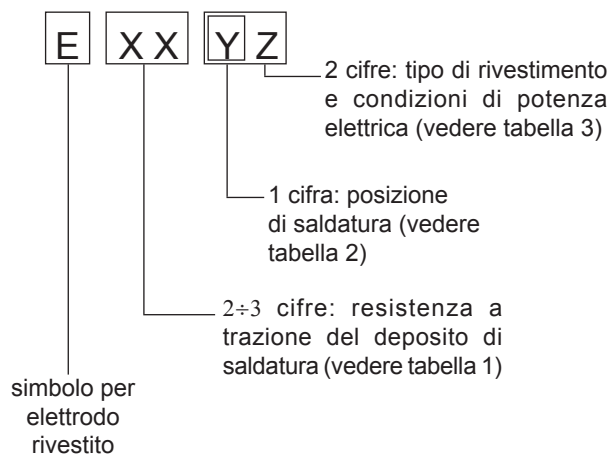 E XX YZ
2 cifre: tipo di rivestimento
e condizioni di potenza
elettrica (vedere tabella 3)
1 cifra: posizione
di saldatura (vedere
tabella 2)
2÷3 cifre: resistenza a
trazione del deposito di
saldatura (vedere tabella 1)
simbolo per
elettrodo
rivestito